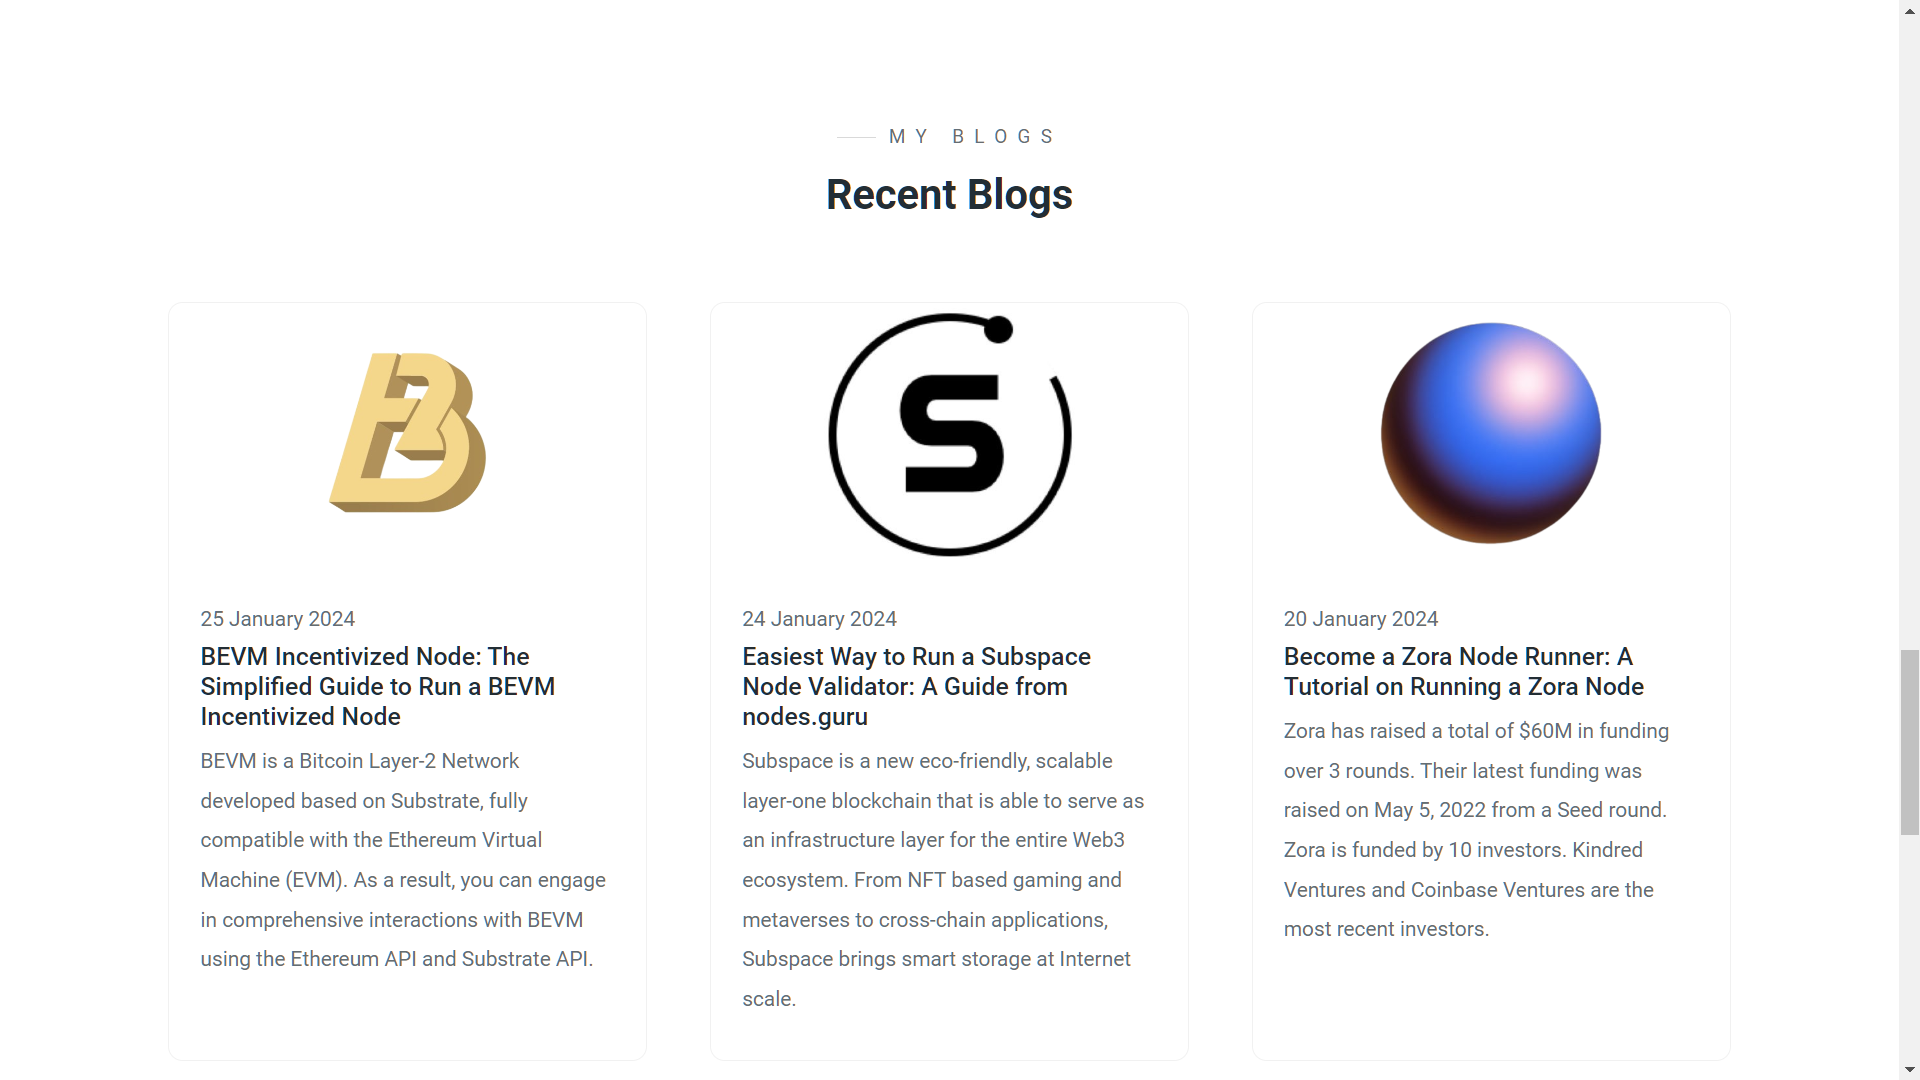 MY BLOGS
Recent Blogs
25 January 2024
BEVM Incentivized Node: The
Simplified Guide to Run a BEVM
Incentivized Node
BEVM is a Bitcoin Layer-2 Network
developed based on Substrate, fully
compatible with the Ethereum Virtual
Machine (EVM). As a result, you can engage
in comprehensive interactions with BEVM
using the Ethereum API and Substrate API.
S
24 January 2024
Easiest Way to Run a Subspace
Node Validator: A Guide from
nodes.guru
Subspace is a new eco-friendly, scalable
layer-one blockchain that is able to serve as
an infrastructure layer for the entire Web3
ecosystem. From NFT based gaming and
metaverses to cross-chain applications,
Subspace brings smart storage at Internet
scale.
20 January 2024
Become a Zora Node Runner: A
Tutorial on Running a Zora Node
Zora has raised a total of $60M in funding
over 3 rounds. Their latest funding was
raised on May 5, 2022 from a Seed round.
Zora is funded by 10 investors. Kindred
Ventures and Coinbase Ventures are the
most recent investors.